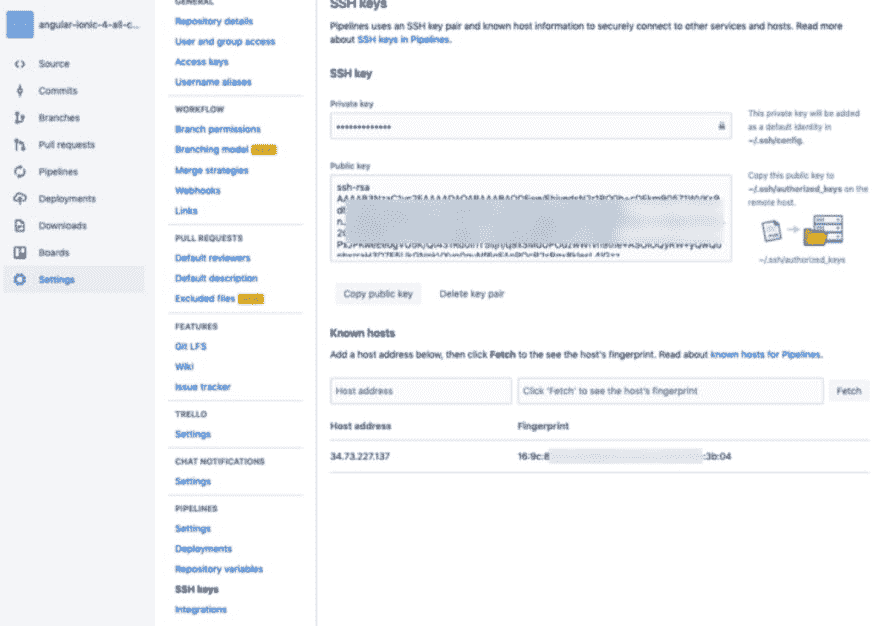 angular-ionic-4-all-c...
Source
Commits
Branches
Pull requests
Pipelines
Deployments
Downloads
Boards
Settings
GENERAL
Repository details
User and group access
Access keys
Username aliases
WORKFLOW
Branch permissions
Branching model
Merge strategies
Webhooks
Links
PULL REQUESTS
Default reviewers
Default description
Excluded files
FEATURES
Git LFS
Wiki
Issue tracker
TRELLO
Settings
CHAT NOTIFICATIONS
Settings
PIPELINES
Settings
Deployments
Repository variables
SSH keys
Integrations
SSH keys
Pipelines uses an SSH key pair and known host information to securely connect to other services and hosts. Read more
about SSH keys in Pipelines.
SSH key
Private key
•••••••••••••
This private key will be added
as a default identity in
~/.ssh/config.
Public key
ssh-rsa
Copy this public key to
~/.ssh/authorized_keys on the
remote host.
~/.ssh/authorized_keys
Copy public key
Delete key pair
Known hosts
Add a host address below, then click Fetch to the see the host's fingerprint. Read about known hosts for Pipelines.
Host address
Click 'Fetch' to see the host's fingerprint
Fetch
Host address Fingerprint
34.73.227.137 16:9c:8 :3b:04